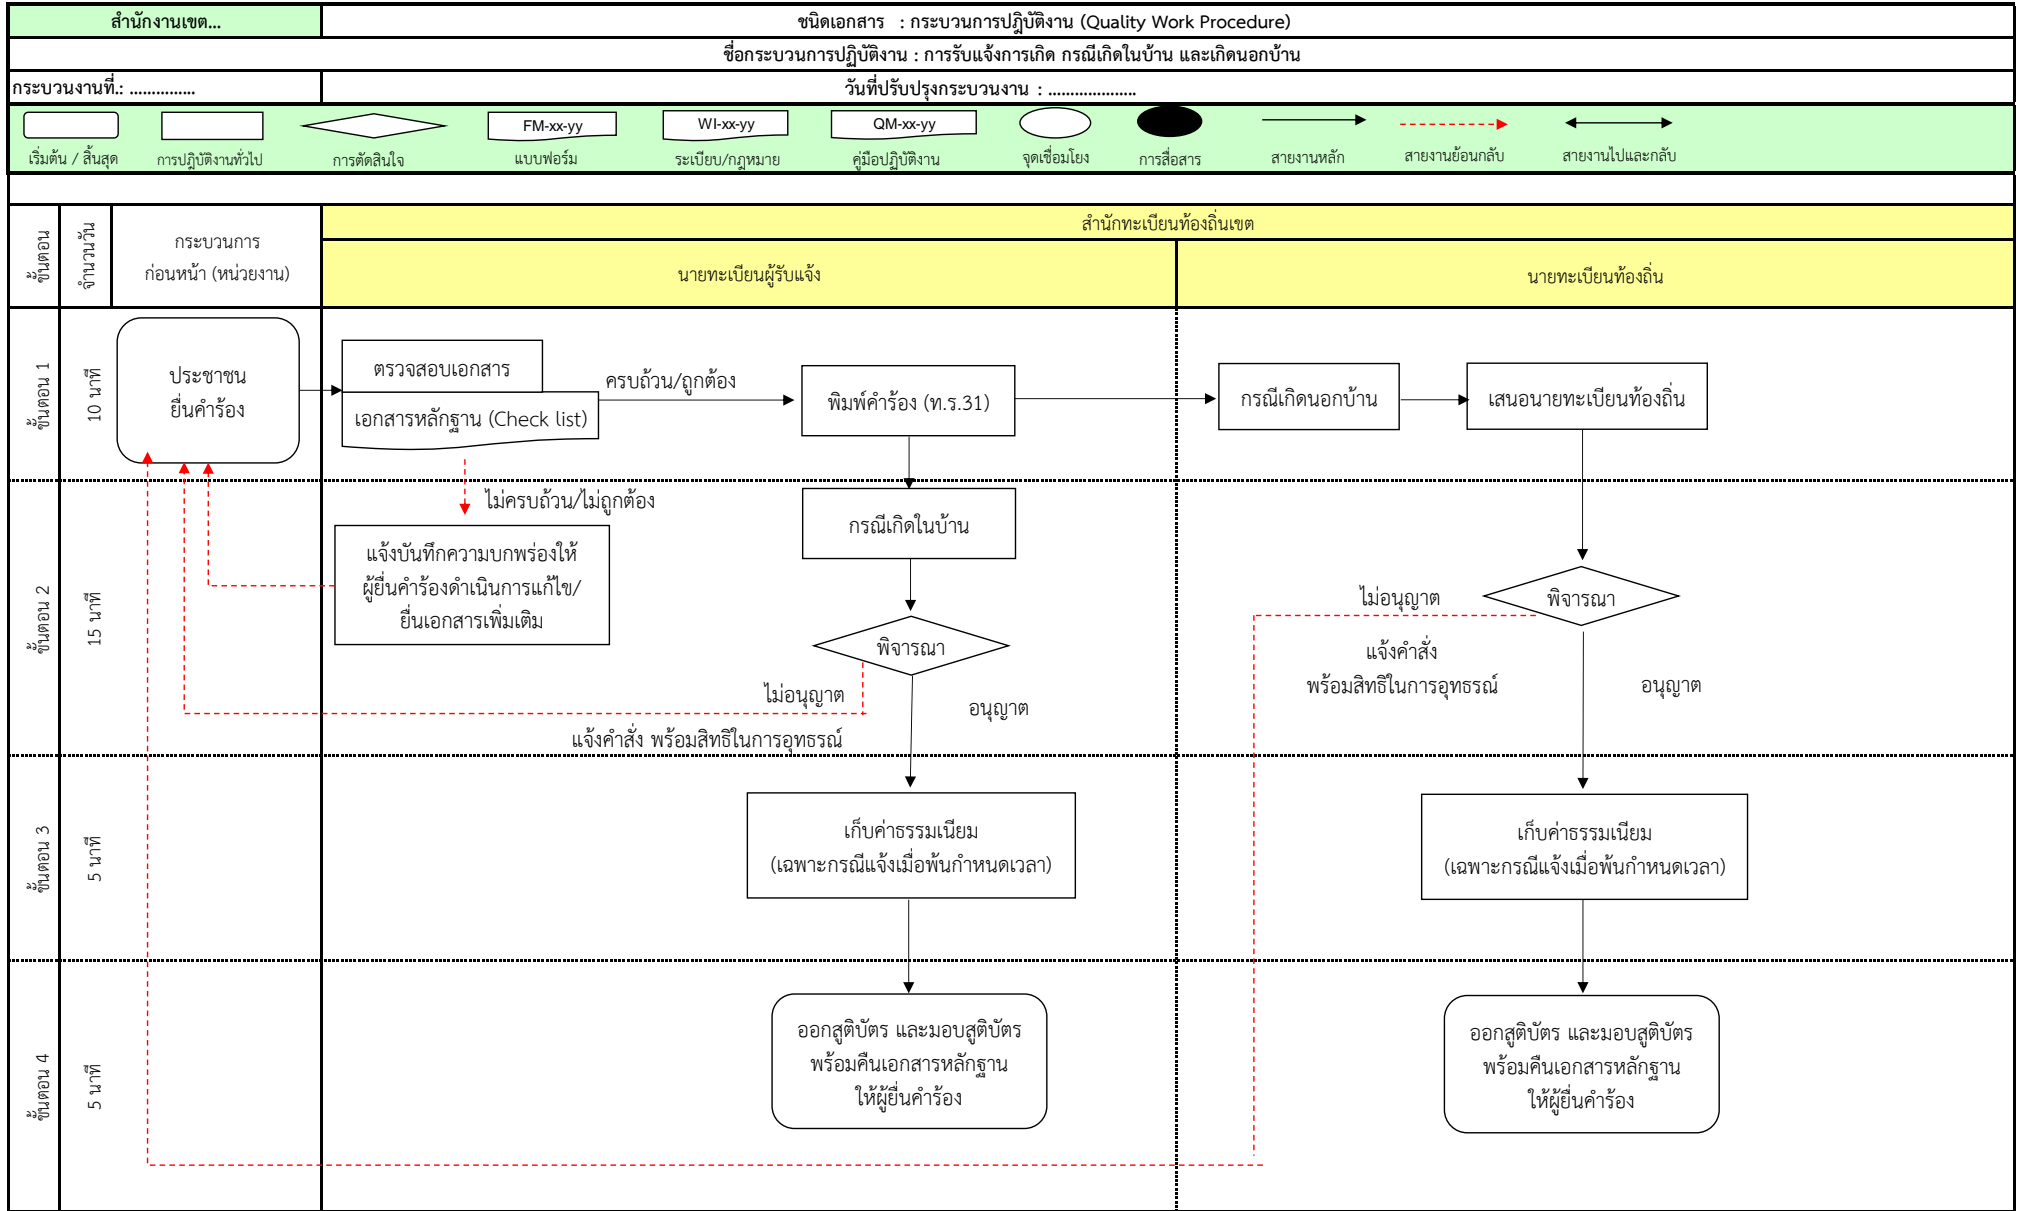 สำนักงานเขต...
ชนิดเอกสาร : กระบวนการปฎิบัติงาน (Quality Work Procedure)
ชื่อกระบวนการปฏิบัติงาน : การรับแจ้งการเกิด กรณีเกิดในบ้าน และเกิดนอกบ้าน
กระบวนงานที่.: ...............
วันที่ปรับปรุงกระบวนงาน : ....................
FM-xx-yy
WI-xx-yy
QM-xx-yy
เริ่มต้น / สิ้นสุด
การปฏิบัติงานทั่วไป
การตัดสินใจ
แบบฟอร์ม
ระเบียบ/กฎหมาย
คู่มือปฏิบัติงาน
จุดเชื่อมโยง
การสื่อสาร
สายงานหลัก
สายงานย้อนกลับ
สายงานไปและกลับ
ขั้นตอน
จำนวนวัน
กระบวนการ
ก่อนหน้า (หน่วยงาน)
สำนักทะเบียนท้องถิ่นเขต
นายทะเบียนผู้รับแจ้ง
นายทะเบียนท้องถิ่น
ขั้นตอน 1
10 นาที
ประชาชน
ยื่นคำร้อง
ตรวจสอบเอกสาร
เอกสารหลักฐาน (Check list)
ครบถ้วน/ถูกต้อง
พิมพ์คำร้อง (ท.ร.31)
กรณีเกิดนอกบ้าน
เสนอนายทะเบียนท้องถิ่น
ขั้นตอน 2
15 นาที
ไม่ครบถ้วน/ไม่ถูกต้อง
แจ้งบันทึกความบกพร่องให้
ผู้ยื่นคำร้องดำเนินการแก้ไข/
ยื่นเอกสารเพิ่มเติม
กรณีเกิดในบ้าน
พิจารณา
ไม่อนุญาต
อนุญาต
แจ้งคำสั่ง พร้อมสิทธิในการอุทธรณ์
พิจารณา
ไม่อนุญาต
แจ้งคำสั่ง
พร้อมสิทธิในการอุทธรณ์
อนุญาต
ขั้นตอน 3
5 นาที
เก็บค่าธรรมเนียม
(เฉพาะกรณีแจ้งเมื่อพ้นกำหนดเวลา)
เก็บค่าธรรมเนียม
(เฉพาะกรณีแจ้งเมื่อพ้นกำหนดเวลา)
ขั้นตอน 4
5 นาที
ออกสูติบัตร และมอบสูติบัตร
พร้อมคืนเอกสารหลักฐาน
ให้ผู้ยื่นคำร้อง
ออกสูติบัตร และมอบสูติบัตร
พร้อมคืนเอกสารหลักฐาน
ให้ผู้ยื่นคำร้อง